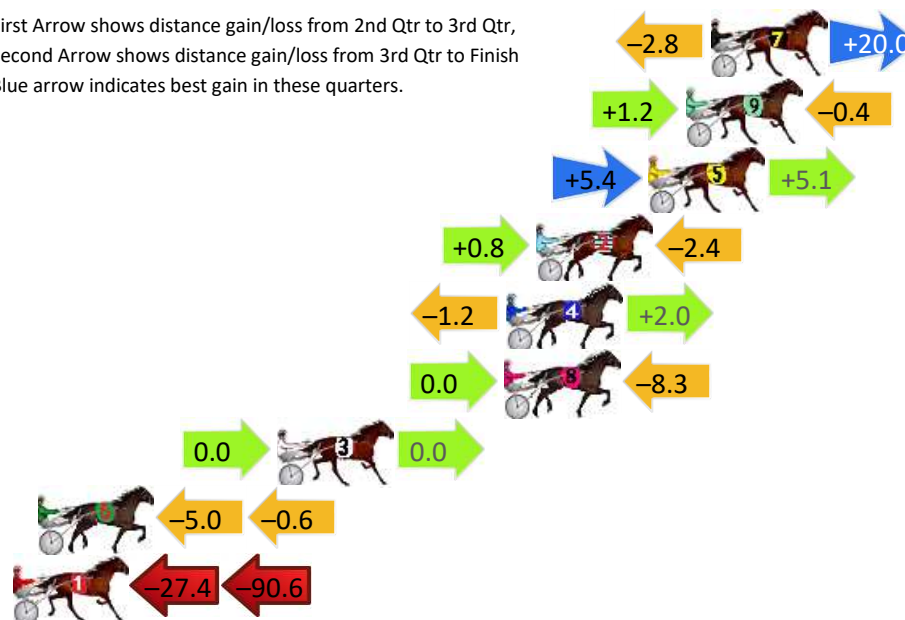 irst Arrow shows distance gain/loss from 2nd Qtr to 3rd Qtr,
econd Arrow shows distance gain/loss from 3rd Qtr to Finish
lue arrow indicates best gain in these quarters.
–2.8 7 +20.0
+1.2 9 –0.4
+5.4 5 +5.1
+0.8 2 –2.4
–1.2 4 +2.0
0.0 8 –8.3
0.0 3 0.0
6 –5.0 –0.6
1 –27.4 –90.6